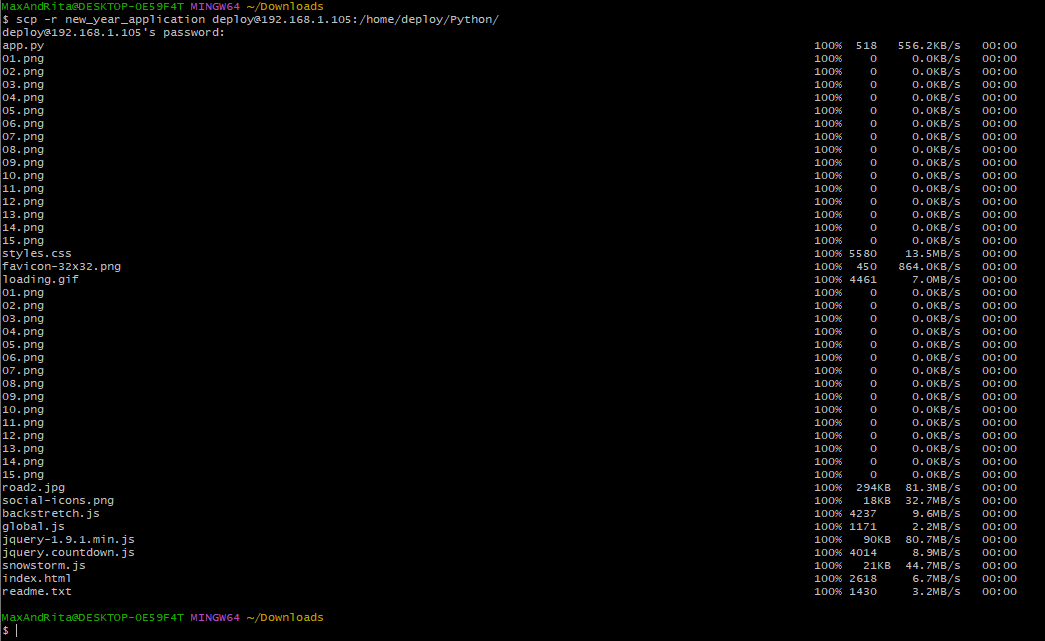 MaxAndRita@DESKTOP-OE59F4T MINGW64 ~/Downloads
$ scp -r new_year_application deploy@192.168.1.105:/home/deploy/Python/
deploy@192.168.1.105's password:
app.py 100% 518 556.2KB/s 00:00
01.png 100% 0 0.0KB/s 00:00
02.png 100% 0 0.0KB/s 00:00
03.png 100% 0 0.0KB/s 00:00
04.png 100% 0 0.0KB/s 00:00
05.png 100% 0 0.0KB/s 00:00
06.png 100% 0 0.0KB/s 00:00
07.png 100% 0 0.0KB/s 00:00
08.png 100% 0 0.0KB/s 00:00
09.png 100% 0 0.0KB/s 00:00
10.png 100% 0 0.0KB/s 00:00
11.png 100% 0 0.0KB/s 00:00
12.png 100% 0 0.0KB/s 00:00
13.png 100% 0 0.0KB/s 00:00
14.png 100% 0 0.0KB/s 00:00
15.png 100% 0 0.0KB/s 00:00
styles.css 100% 5580 13.5MB/s 00:00
favicon-32x32.png 100% 450 864.0KB/s 00:00
loading.gif 100% 4461 7.0MB/s 00:00
01.png 100% 0 0.0KB/s 00:00
02.png 100% 0 0.0KB/s 00:00
03.png 100% 0 0.0KB/s 00:00
04.png 100% 0 0.0KB/s 00:00
05.png 100% 0 0.0KB/s 00:00
06.png 100% 0 0.0KB/s 00:00
07.png 100% 0 0.0KB/s 00:00
08.png 100% 0 0.0KB/s 00:00
09.png 100% 0 0.0KB/s 00:00
10.png 100% 0 0.0KB/s 00:00
11.png 100% 0 0.0KB/s 00:00
12.png 100% 0 0.0KB/s 00:00
13.png 100% 0 0.0KB/s 00:00
14.png 100% 0 0.0KB/s 00:00
15.png 100% 0 0.0KB/s 00:00
road2.jpg 100% 294KB 81.3MB/s 00:00
social-icons.png 100% 18KB 32.7MB/s 00:00
backstretch.js 100% 4237 9.6MB/s 00:00
global.js 100% 1171 2.2MB/s 00:00
jquery-1.9.1.min.js 100% 90KB 80.7MB/s 00:00
jquery.countdown.js 100% 4014 8.9MB/s 00:00
snowstorm.js 100% 21KB 44.7MB/s 00:00
index.html 100% 2618 6.7MB/s 00:00
readme.txt 100% 1430 3.2MB/s 00:00
MaxAndRita@DESKTOP-OE59F4T MINGW64 ~/Downloads
$